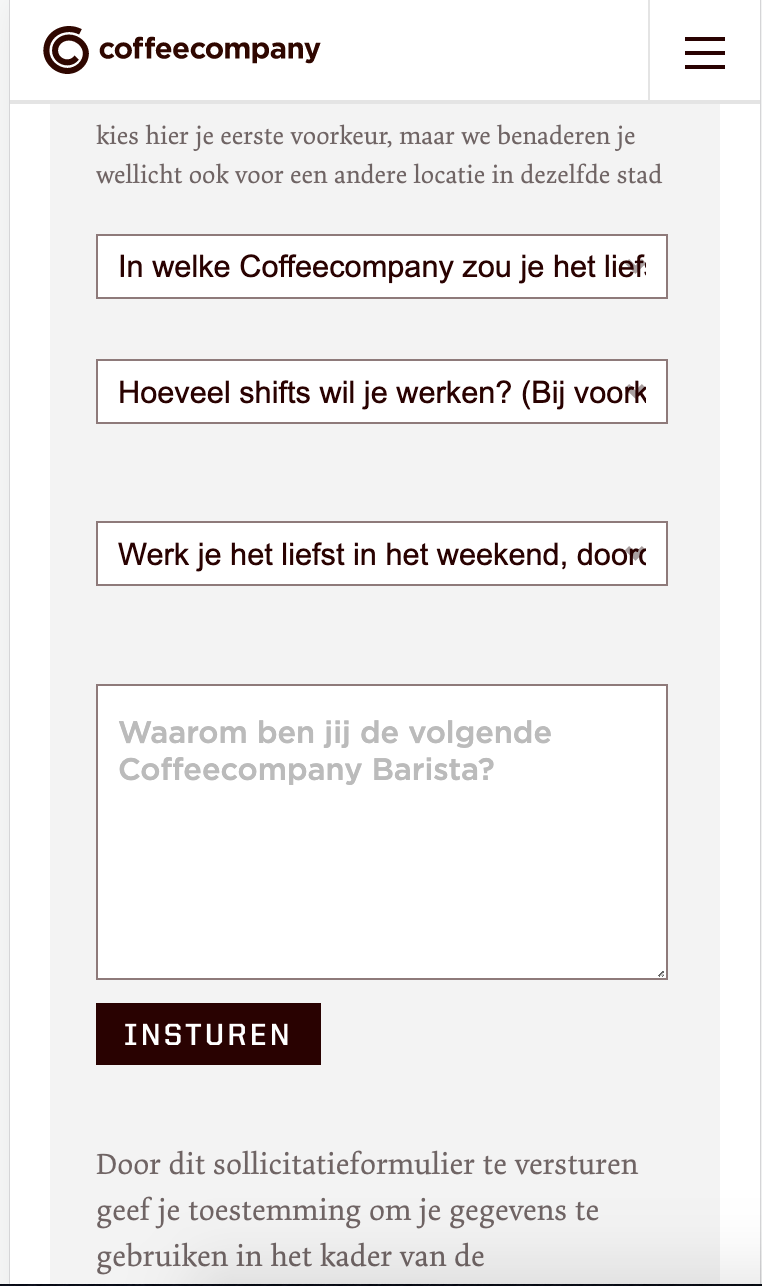 coffeecompany
kies hier je eerste voorkeur, maar we benaderen je
wellicht ook voor een andere locatie in dezelfde stad
In welke Coffeecompany zou je het liefs
Hoeveel shifts wil je werken? (Bij voork
Werk je het liefst in het weekend, doord
Waarom ben jij de volgende
Coffeecompany Barista?
INSTUREN
Door dit sollicitatieformulier te versturen
geef je toestemming om je gegevens te
gebruiken in het kader van de